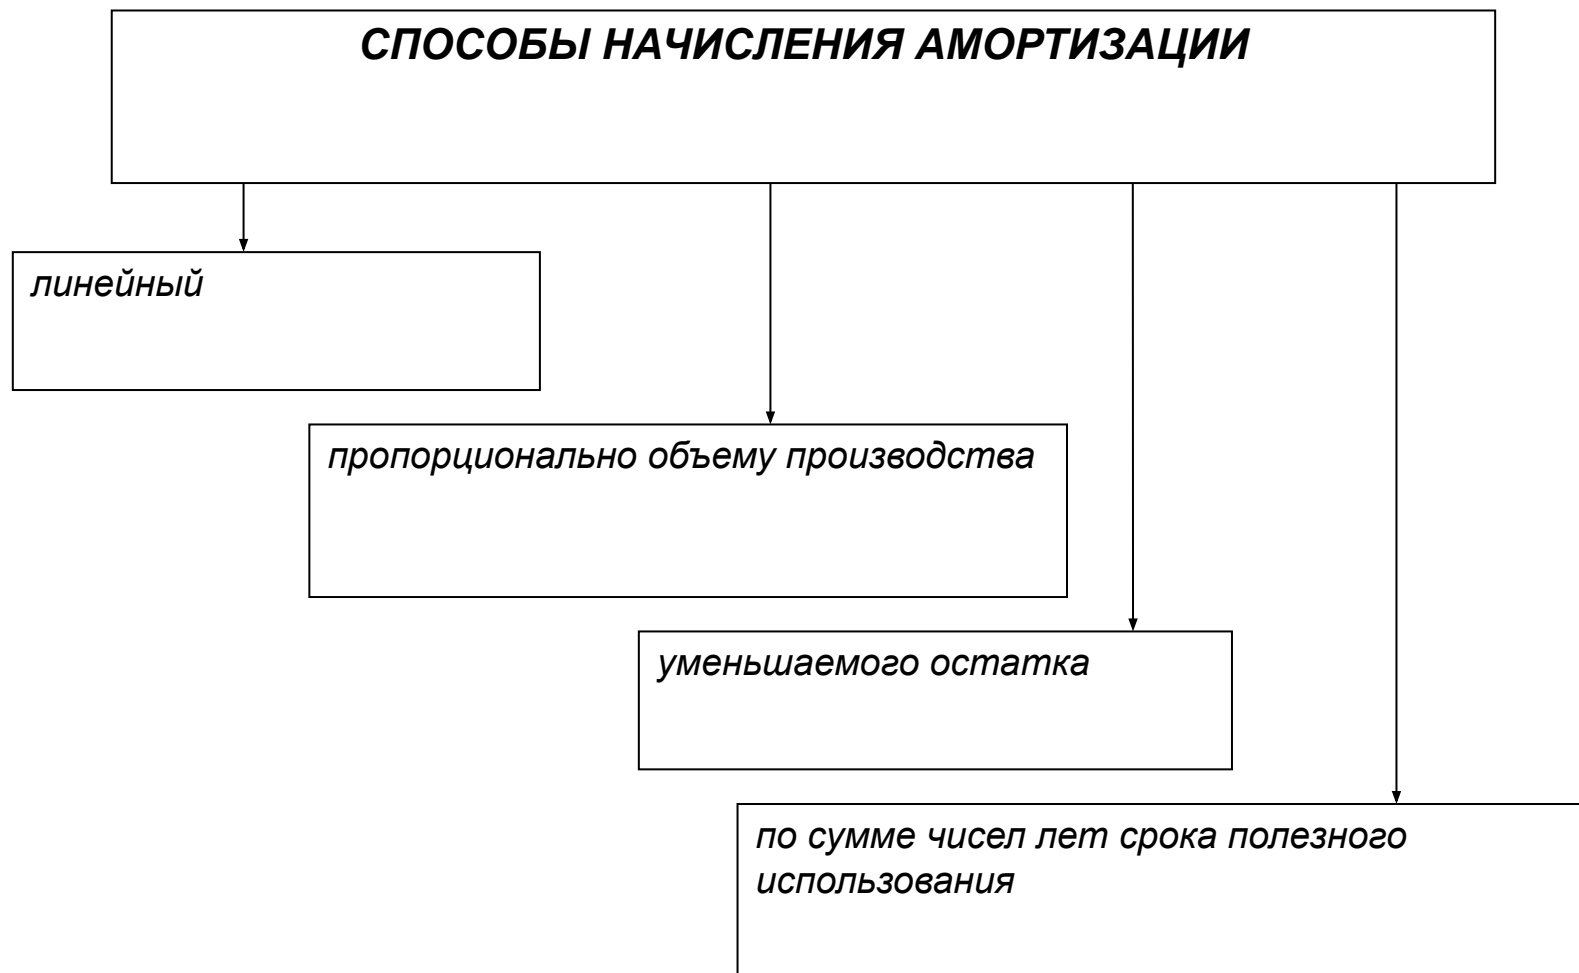 СПОСОБЫ НАЧИСЛЕНИЯ АМОРТИЗАЦИИ
линейный
пропорционально объему производства
уменьшаемого остатка
по сумме чисел лет срока полезного
использования